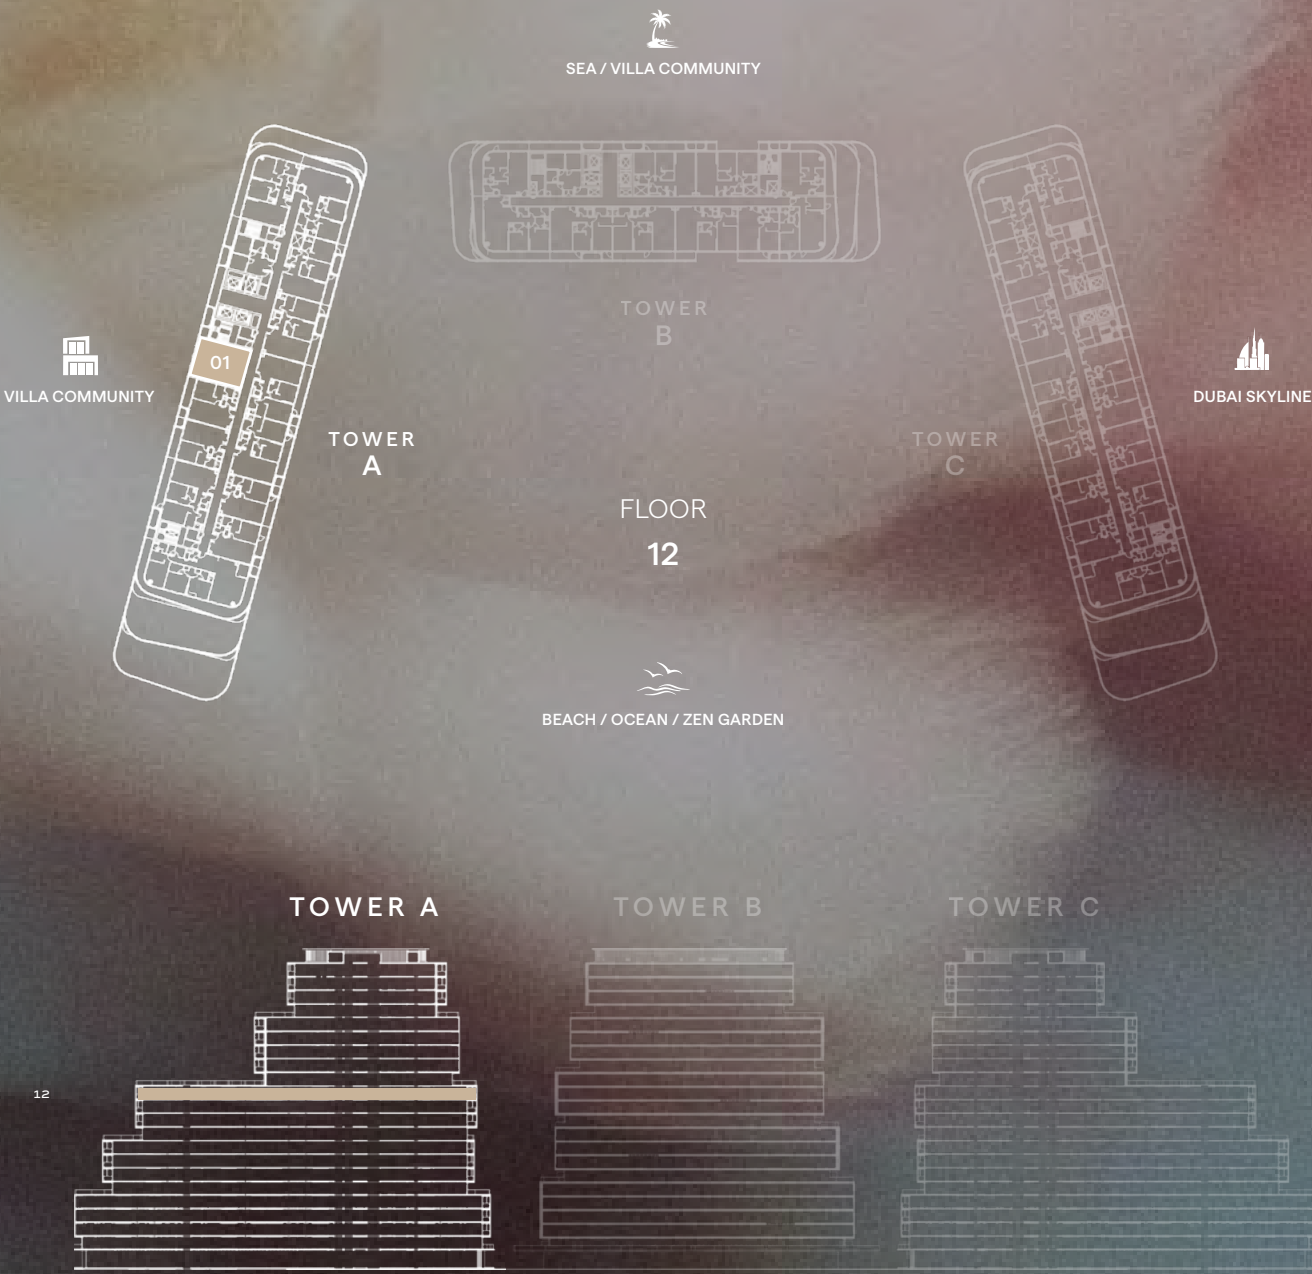 SEA / VILLA COMMUNITY
TOWER
B
01
VILLA COMMUNITY
DUBAI SKYLINE
TOWER
A
TOWER
C
FLOOR
12
BEACH / OCEAN / ZEN GARDEN
TOWER A
TOWER B
TOWER C
12